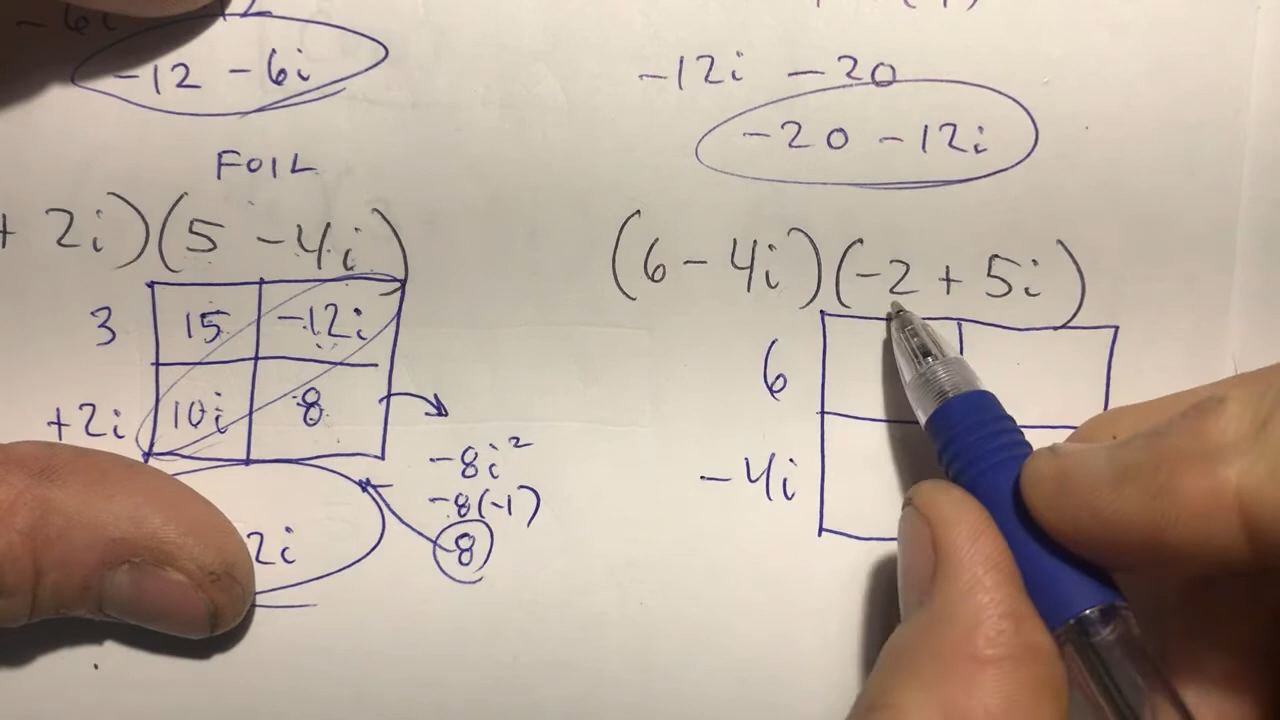 -12 -6i
FOIL
+ 2i)(5 -4i)
3 15 -12i
+2i 10i 8
-8i²
-8(-1)
8
2i
-12i -20
-20 -12i
(6-4i)(-2 + 5i)
6
-4i